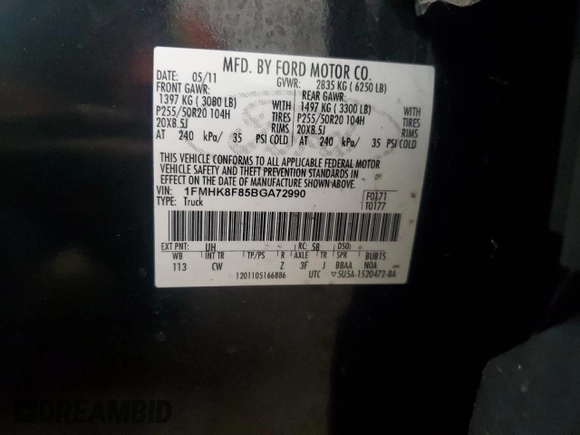 MFD. BY FORD MOTOR CO.
DATE: 05/11 GVWR: 2835 KG ( 6250 LB)
FRONT GAWR: REAR GAWR:
1397 KG ( 3080 LB) WITH 1497 KG ( 3300 LB) WITH
P255/50R20 104H TIRES P255/50R20 104H TIRES
20X8.5J RIMS 20X8.5J RIMS
AT 240 kPa/ 35 PSI COLD AT 240 kPa/ 35 PSI COLD
THIS VEHICLE CONFORMS TO ALL APPLICABLE FEDERAL MOTOR
VEHICLE SAFETY AND THEFT PREVENTION STANDARDS IN
EFFECT ON THE DATE OF MANUFACTURE SHOWN ABOVE.
VIN: 1FMHK8F85BGA72990 F0171
TYPE: Truck T0177
EXT PNT: UH RC: 58 DSO:
WB INT TR TP/PS R AXLE TR SPR BUB15
113 CW Z 3F J BBAA N0A
1201105166886 UTC 5U5A-1520472-BA
DREAMBID